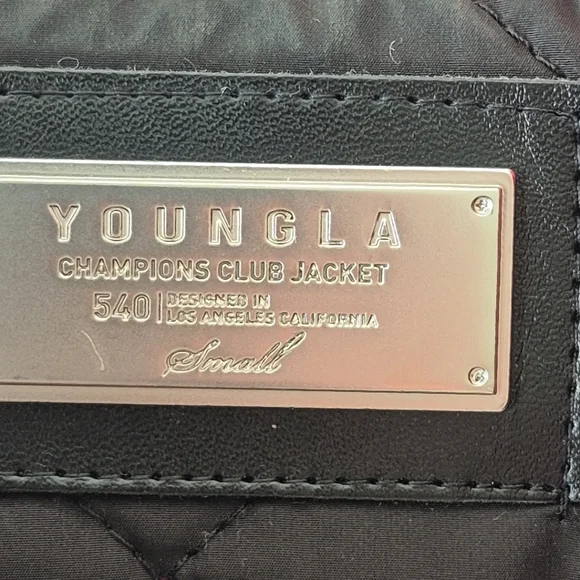 YOUNGLA
CHAMPIONS CLUB JACKET
540 | DESIGNED IN
LOS ANGELES CALIFORNIA
Small